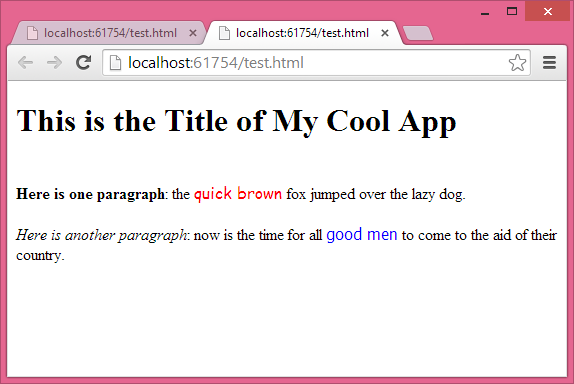 localhost:61754/test.html
localhost:61754/test.html
localhost:61754/test.html
This is the Title of My Cool App
Here is one paragraph: the quick brown fox jumped over the lazy dog.
Here is another paragraph: now is the time for all good men to come to the aid of their
country.